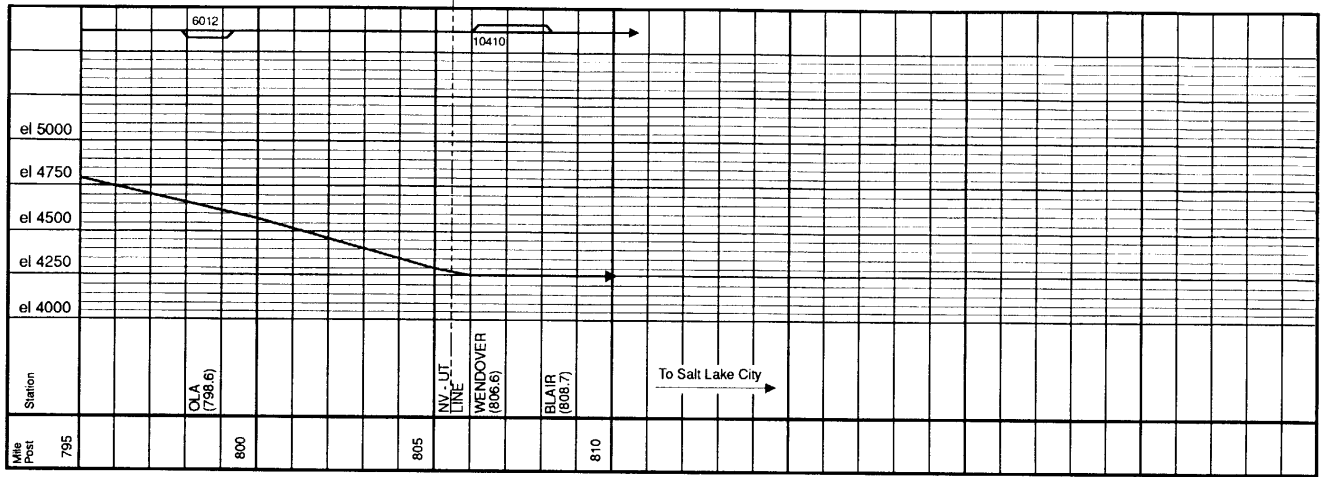 6012
10410
el 5000
el 4750
el 4500
el 4250
el 4000
Station
OLA
(798.6)
NV - UT
LINE
WENDOVER
(806.6)
BLAIR
(808.7)
To Salt Lake City
Mile
Post
795
800
805
810